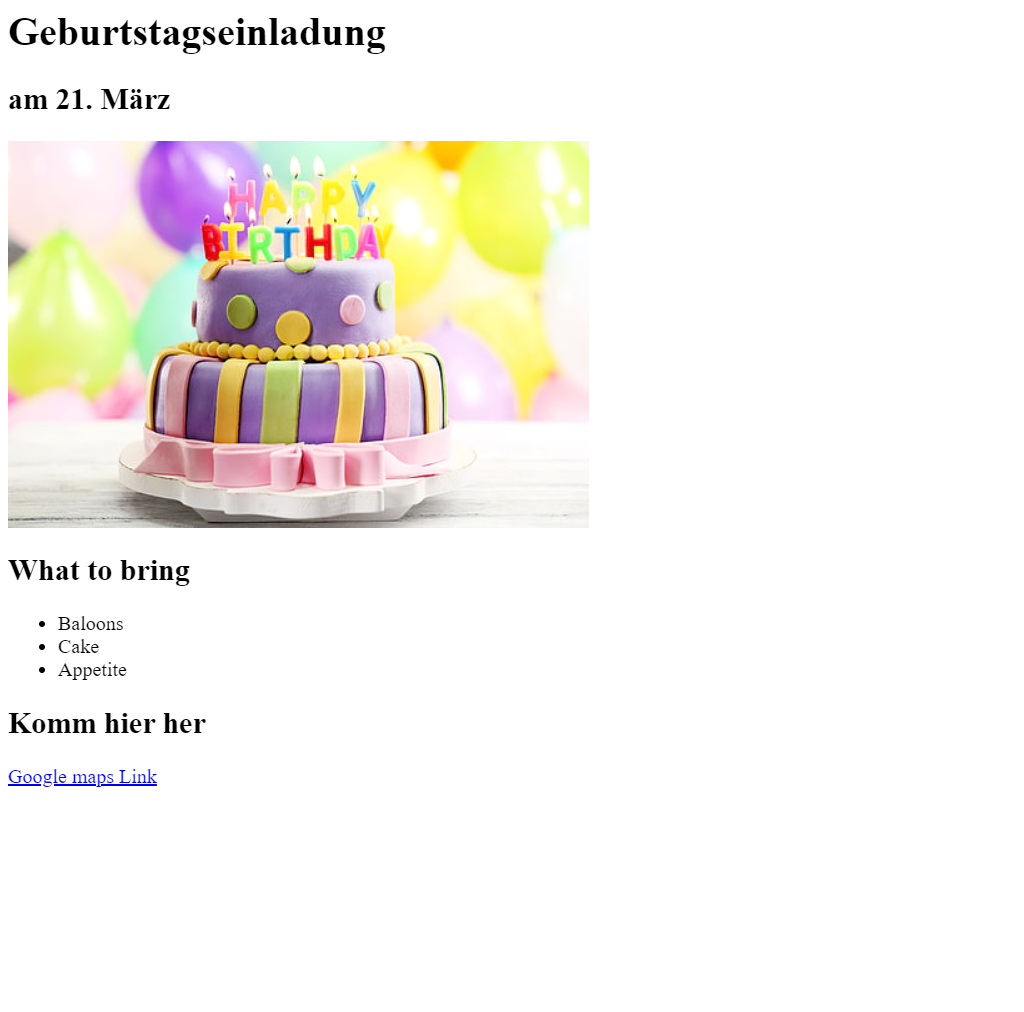 Geburtstagseinladung
am 21. März
HAPPY
BIRTHDAY
What to bring
Baloons
Cake
Appetite
Komm hier her
Google maps Link